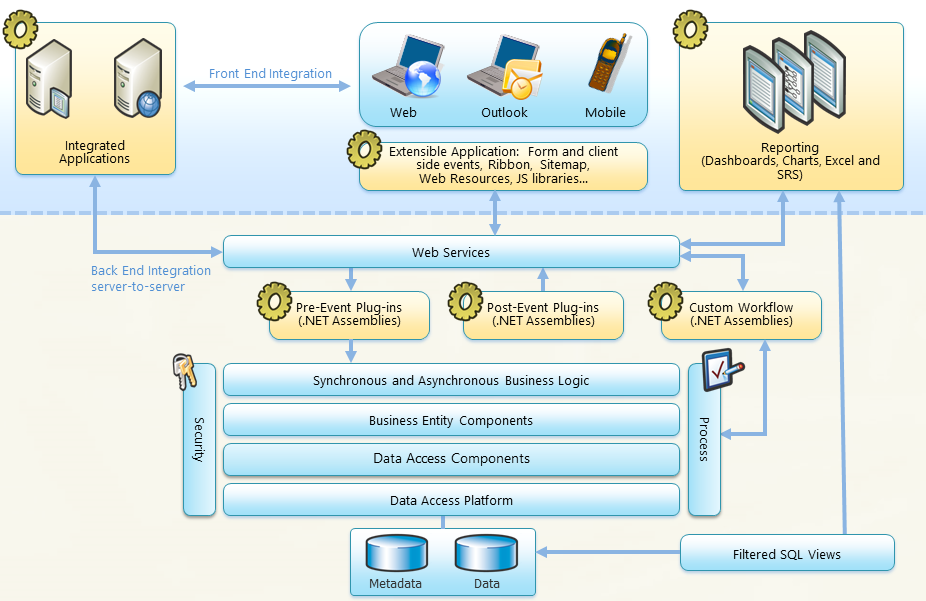 Front End Integration
Web
Outlook
Mobile
Integrated
Applications
Extensible Application: Form and client
side events, Ribbon, Sitemap,
Web Resources, JS libraries...
Reporting
(Dashboards, Charts, Excel and
SRS)
Web Services
Back End Integration
server-to-server
Pre-Event Plug-ins
(.NET Assemblies)
Post-Event Plug-ins
(.NET Assemblies)
Custom Workflow
(.NET Assemblies)
Security
Synchronous and Asynchronous Business Logic
Business Entity Components
Data Access Components
Data Access Platform
Process
Metadata
Data
Filtered SQL Views